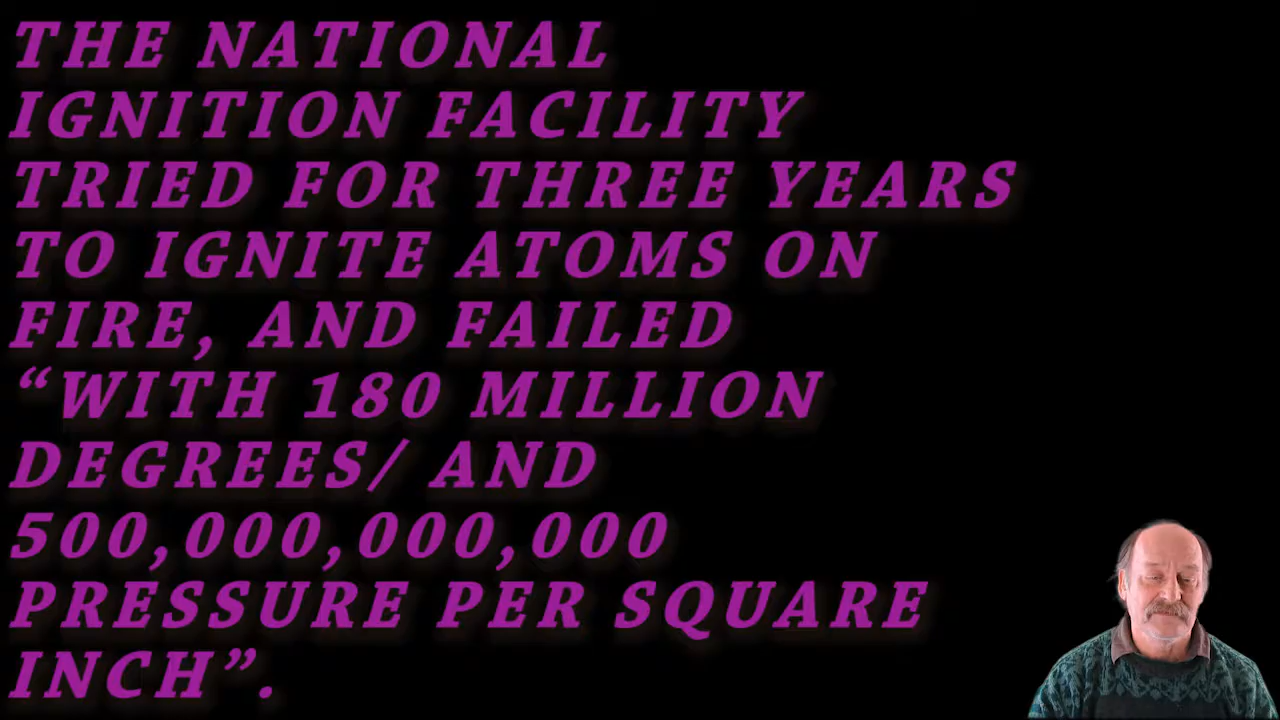 THE NATIONAL
IGNITION FACILITY
TRIED FOR THREE YEARS
TO IGNITE ATOMS ON
FIRE, AND FAILED
“WITH 180 MILLION
DEGREES/ AND
500,000,000,000
PRESSURE PER SQUARE
INCH”.